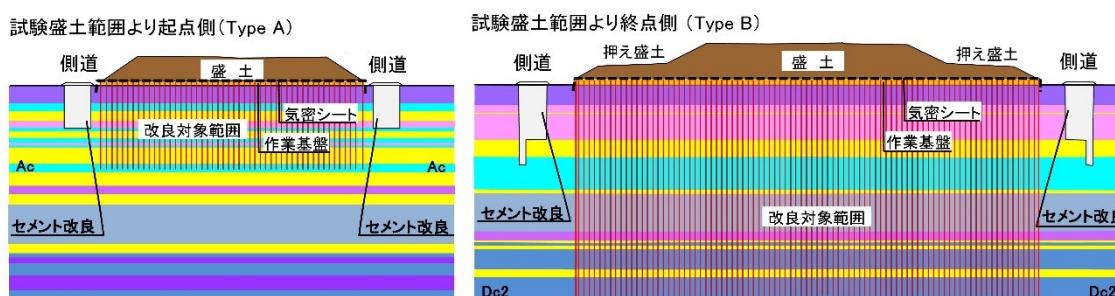 試験盛土範囲より起点側(Type A)
側道
盛 土
側道
気密シート
改良対象範囲
作業基盤
Ac
Ac
セメント改良
セメント改良
試験盛土範囲より終点側 (Type B)
側道
押え盛土
盛 土
押え盛土
側道
気密シート
作業基盤
セメント改良
改良対象範囲
セメント改良
Dc2
Dc2